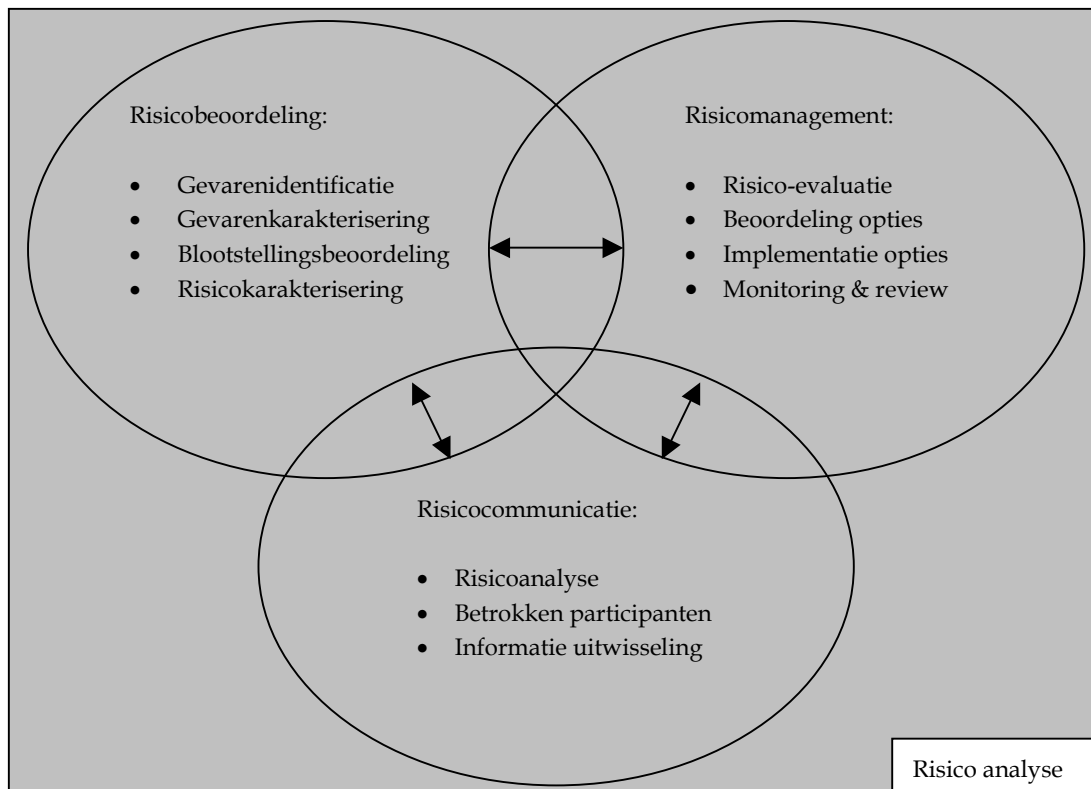 Risicobeoordeling:
• Gevarenidentificatie
• Gevarenkarakterisering
• Blootstellingsbeoordeling
• Risicokarakterisering
Risicomanagement:
• Risico-evaluatie
• Beoordeling opties
• Implementatie opties
• Monitoring & review
Risicocommunicatie:
• Risicoanalyse
• Betrokken participanten
• Informatie uitwisseling
Risico analyse